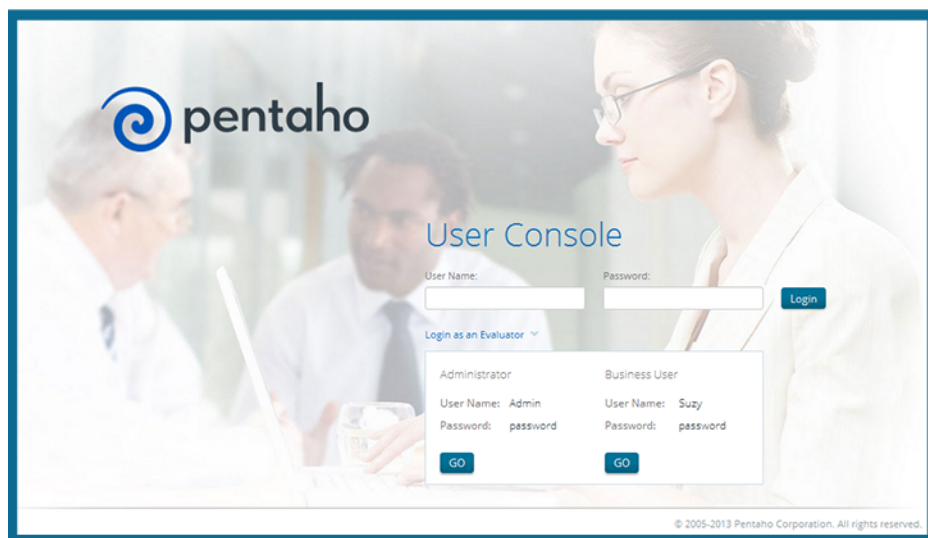 pentaho
User Console
User Name: Password:
Login
Login as an Evaluator
Administrator Business User
User Name: Admin User Name: Suzy
Password: password Password: password
GO GO
© 2005-2013 Pentaho Corporation. All rights reserved.